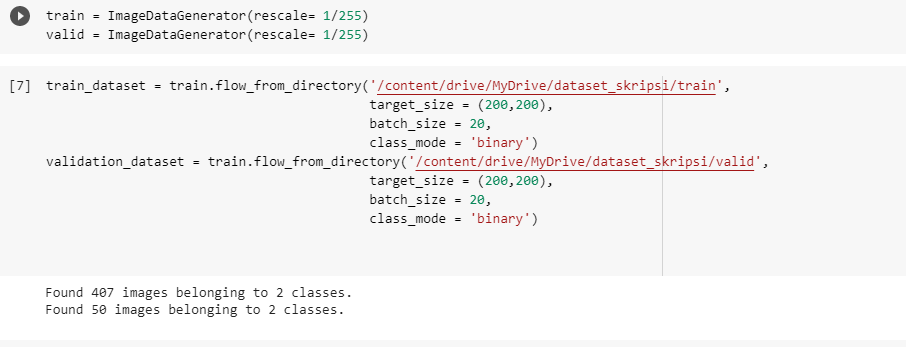 train = ImageDataGenerator(rescale= 1/255)
valid = ImageDataGenerator(rescale= 1/255)
[7] train_dataset = train.flow_from_directory('/content/drive/MyDrive/dataset_skripsi/train',
target_size = (200,200),
batch_size = 20,
class_mode = 'binary')
validation_dataset = train.flow_from_directory('/content/drive/MyDrive/dataset_skripsi/valid',
target_size = (200,200),
batch_size = 20,
class_mode = 'binary')
Found 407 images belonging to 2 classes.
Found 50 images belonging to 2 classes.